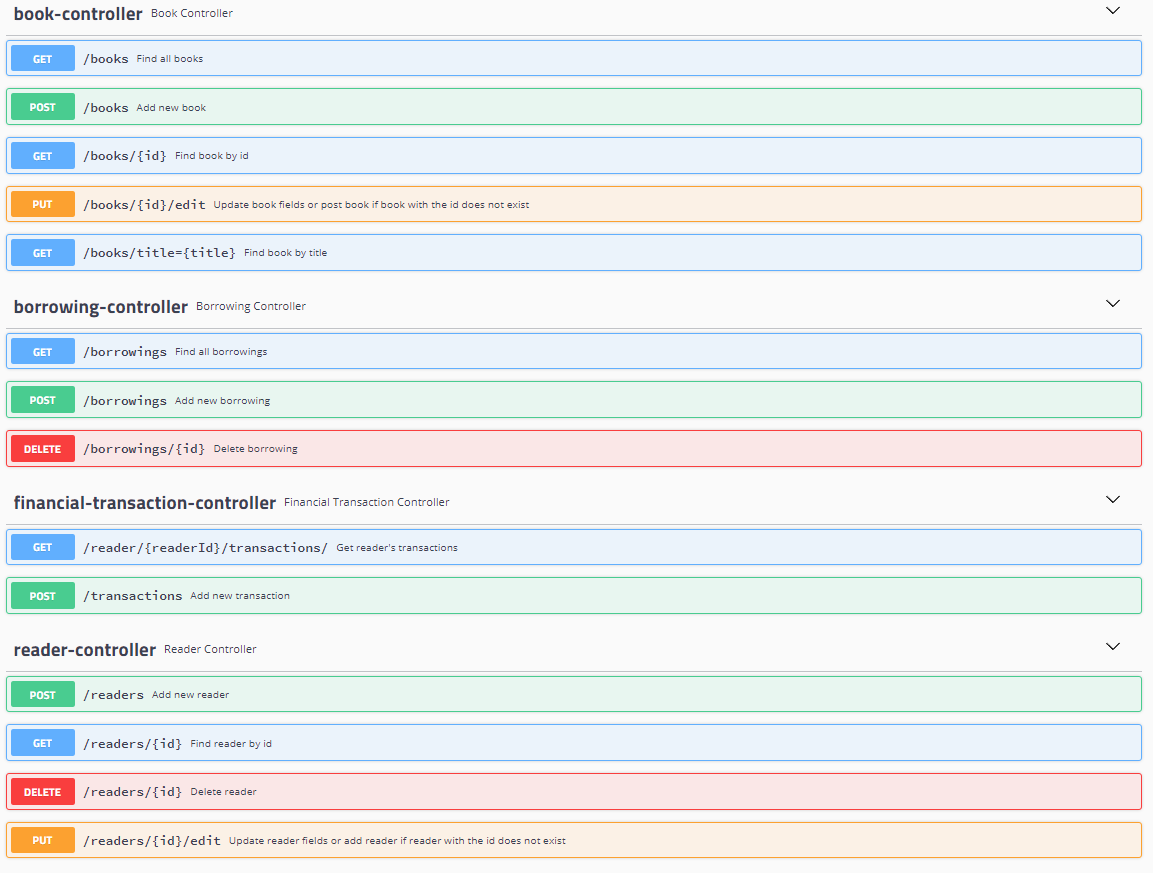 book-controller Book Controller
GET /books Find all books
POST /books Add new book
GET /books/{id} Find book by id
PUT /books/{id}/edit Update book fields or post book if book with the id does not exist
GET /books/title={title} Find book by title
borrowing-controller Borrowing Controller
GET /borrowings Find all borrowings
POST /borrowings Add new borrowing
DELETE /borrowings/{id} Delete borrowing
financial-transaction-controller Financial Transaction Controller
GET /reader/{readerId}/transactions/ Get reader's transactions
POST /transactions Add new transaction
reader-controller Reader Controller
POST /readers Add new reader
GET /readers/{id} Find reader by id
DELETE /readers/{id} Delete reader
PUT /readers/{id}/edit Update reader fields or add reader if reader with the id does not exist